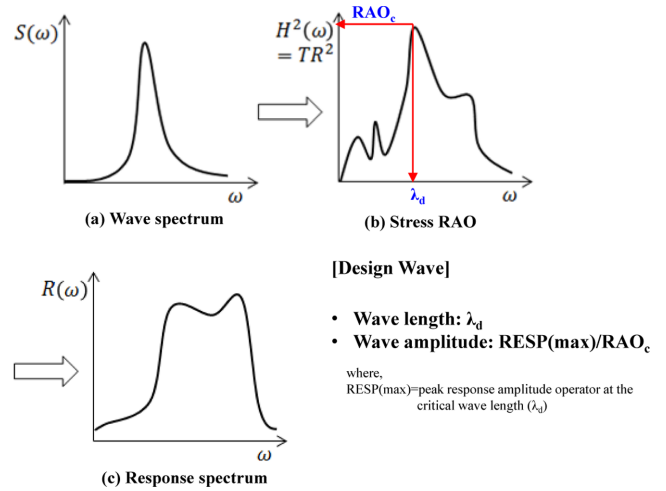 S(ω)
ω
(a) Wave spectrum
RAOc
H²(ω)
= TR²
λd
ω
(b) Stress RAO
R(ω)
ω
(c) Response spectrum
[Design Wave]
• Wave length: λd
• Wave amplitude: RESP(max)/RAOc
where,
RESP(max)=peak response amplitude operator at the
critical wave length (λd)